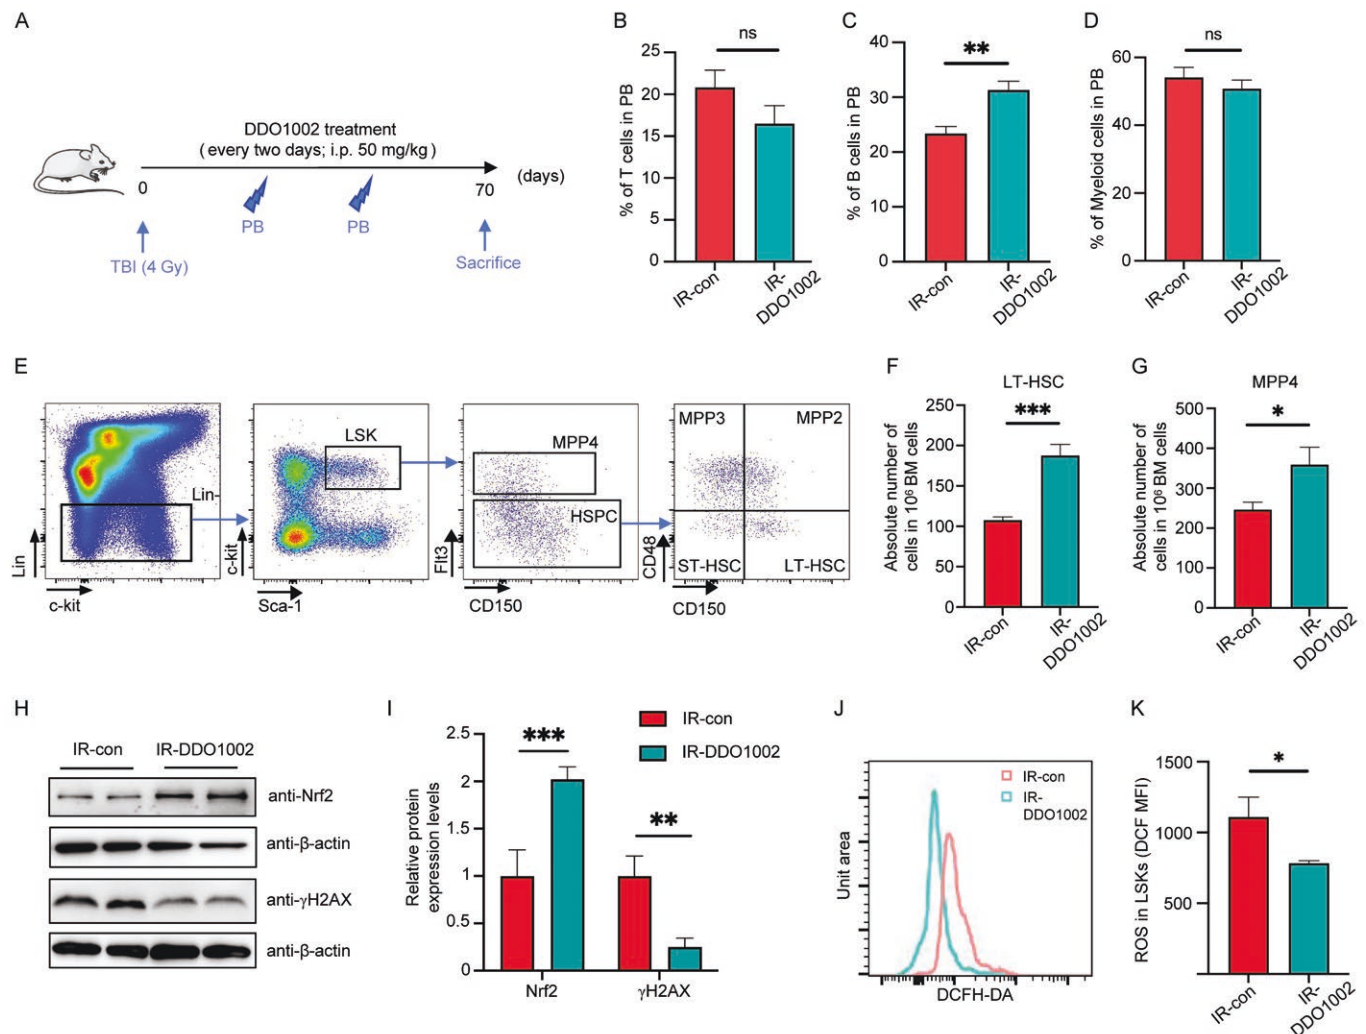 A
DDO1002 treatment
(every two days; i.p. 50 mg/kg)
0
70
(days)
PB
PB
TBI (4 Gy)
Sacrifice
B
ns
% of T cells in PB
25
20
15
10
5
0
IR-con
IR-
DDO1002
C
**
% of B cells in PB
40
30
20
10
0
IR-con
IR-
DDO1002
D
ns
% of Myeloid cells in PB
60
40
20
0
IR-con
IR-
DDO1002
E
Lin-
Lin
c-kit
LSK
c-kit
Sca-1
MPP4
HSPC
Flt3
CD150
MPP3
MPP2
ST-HSC
LT-HSC
CD48
CD150
F
LT-HSC
***
Absolute number of
cells in 10⁶ BM cells
250
200
150
100
50
0
IR-con
IR-
DDO1002
G
MPP4
*
Absolute number of
cells in 10⁶ BM cells
500
400
300
200
100
0
IR-con
IR-
DDO1002
H
IR-con
IR-DDO1002
anti-Nrf2
anti-β-actin
anti-γH2AX
anti-β-actin
I
IR-con
IR-DDO1002
***
**
Relative protein
expression levels
2.5
2
1.5
1
0.5
0
Nrf2
γH2AX
J
IR-con
IR-
DDO1002
Unit area
DCFH-DA
K
*
ROS in LSKs (DCF MFI)
1500
1000
500
IR-con
IR-
DDO1002